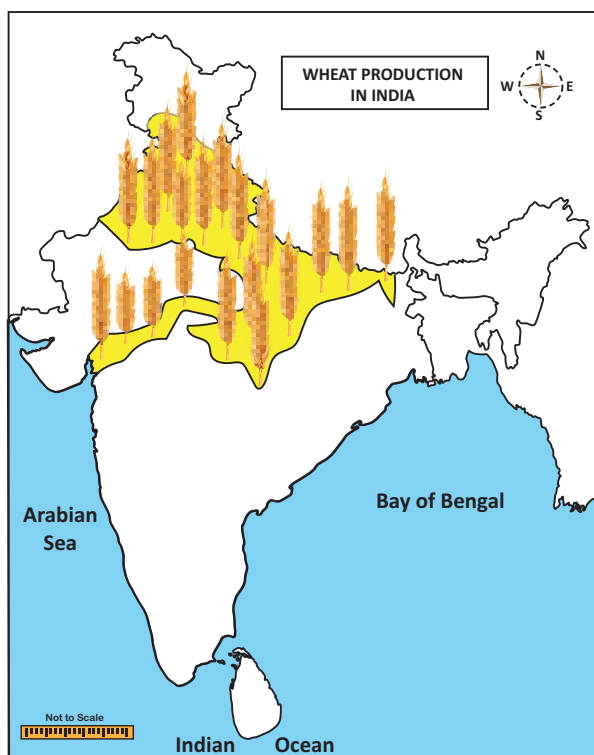 WHEAT PRODUCTION
IN INDIA
N
W E
S
Arabian
Sea
Bay of Bengal
Not to Scale
Indian Ocean